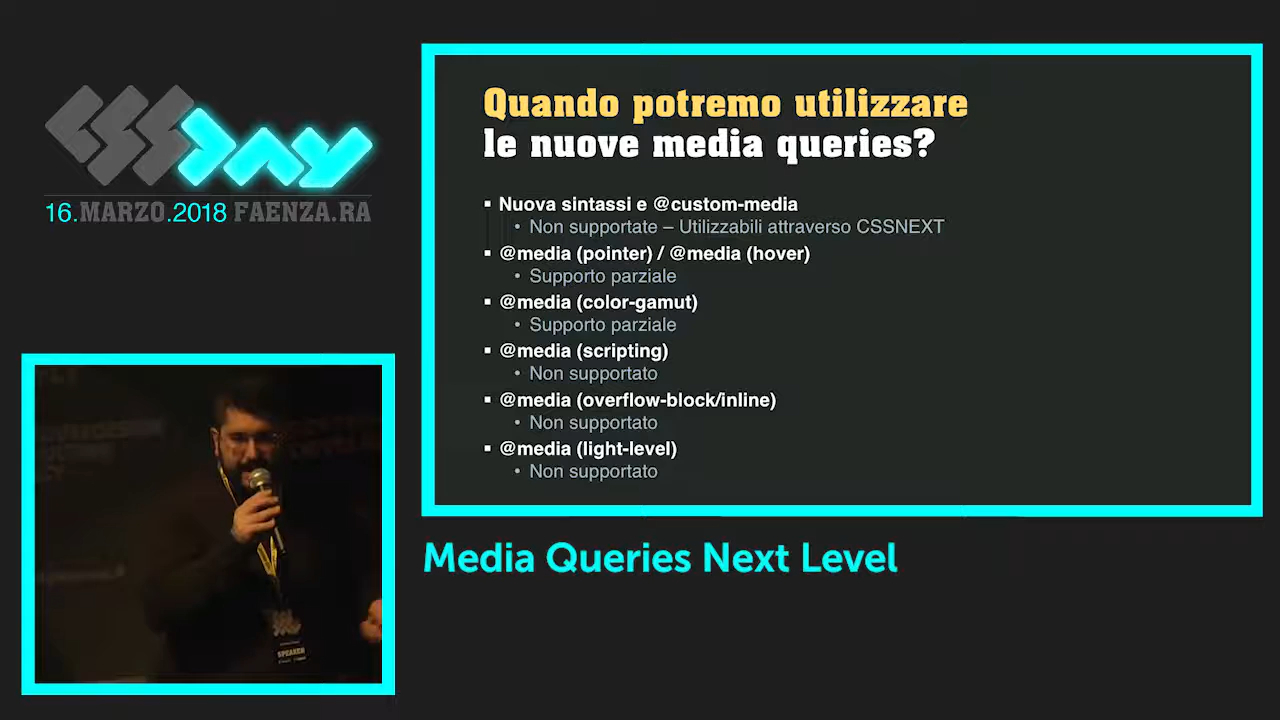 CSS DAY
16.MARZO.2018 FAENZA.RA
Quando potremo utilizzare
le nuove media queries?
▪ Nuova sintassi e @custom-media
• Non supportate – Utilizzabili attraverso CSSNEXT
▪ @media (pointer) / @media (hover)
• Supporto parziale
▪ @media (color-gamut)
• Supporto parziale
▪ @media (scripting)
• Non supportato
▪ @media (overflow-block/inline)
• Non supportato
▪ @media (light-level)
• Non supportato
SPEAKER
Media Queries Next Level